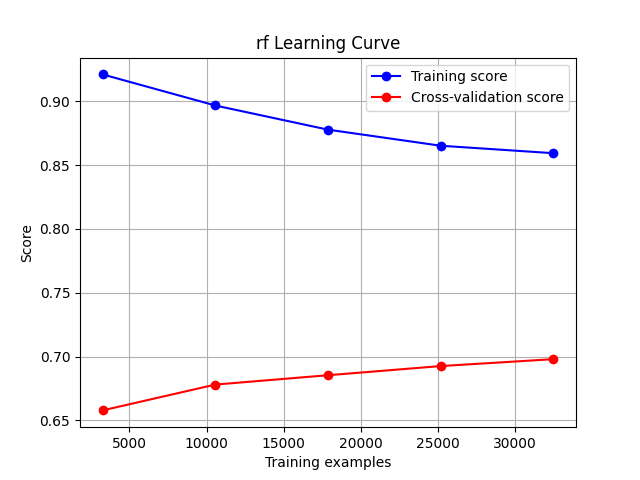 rf Learning Curve
Training score
Cross-validation score
0.90
0.85
0.80
0.75
0.70
0.65
Score
5000 10000 15000 20000 25000 30000
Training examples